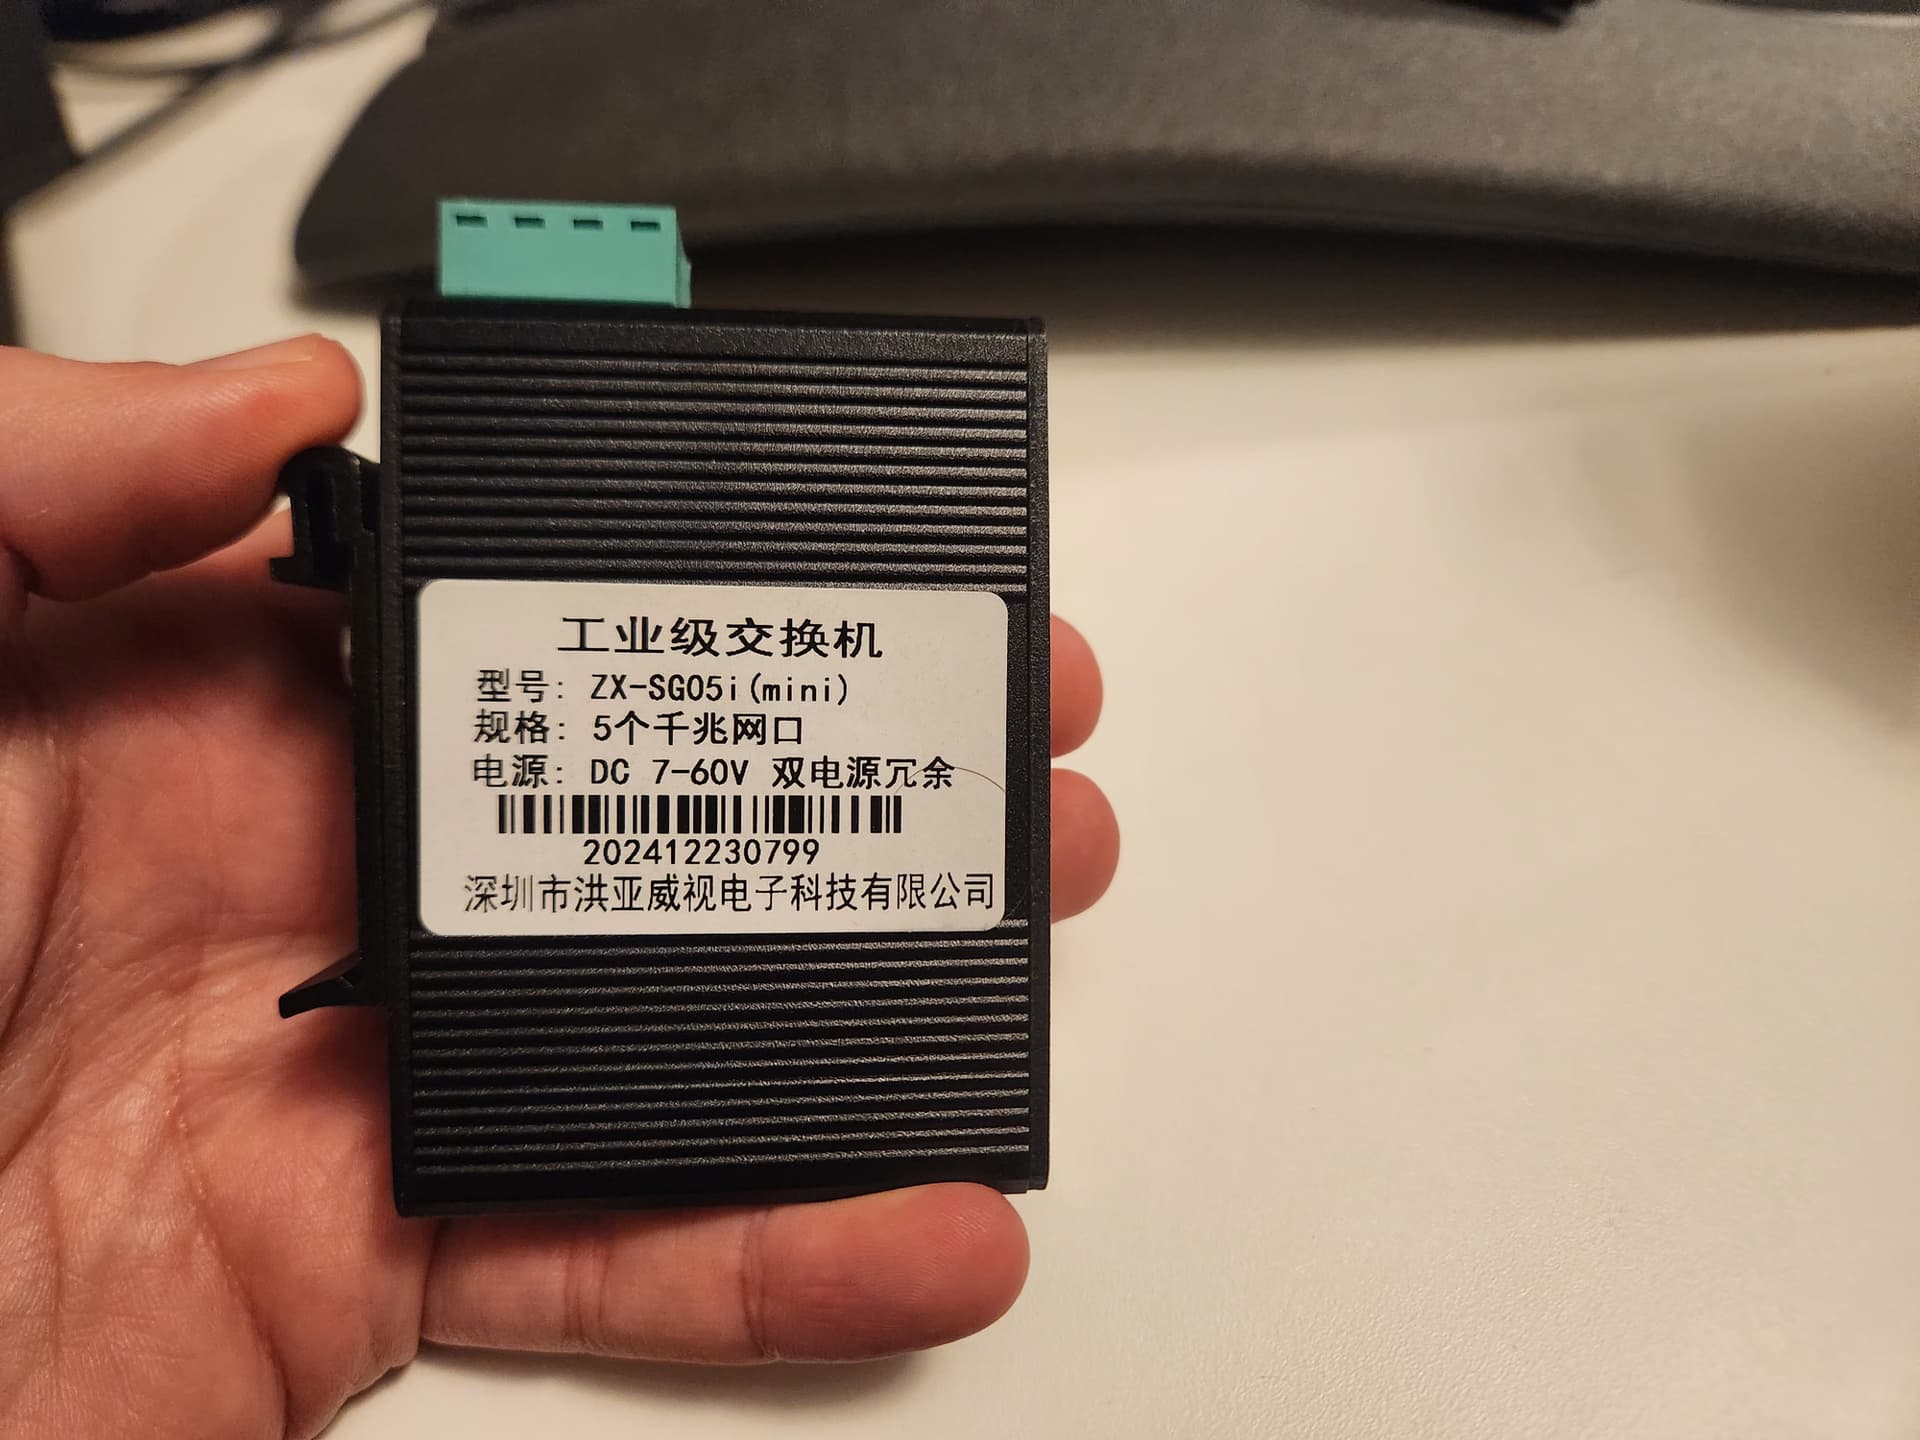 工业级交换机
型号: ZX-SG05i(mini)
规格: 5个千兆网口
电源: DC 7-60V 双电源冗余
202412230799
深圳市洪亚威视电子科技有限公司